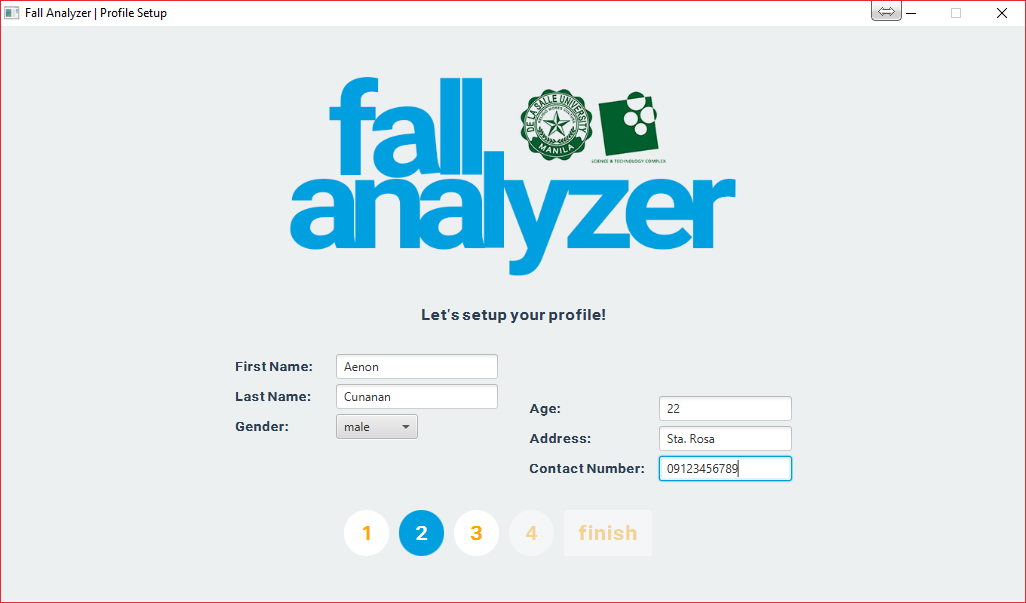 Fall Analyzer | Profile Setup
fall
analyzer
DE LA SALLE UNIVERSITY
MANILA
SCIENCE & TECHNOLOGY COMPLEX
Let's setup your profile!
First Name: Aenon
Last Name: Cunanan
Gender: male
Age: 22
Address: Sta. Rosa
Contact Number: 09123456789
1 2 3 4 finish